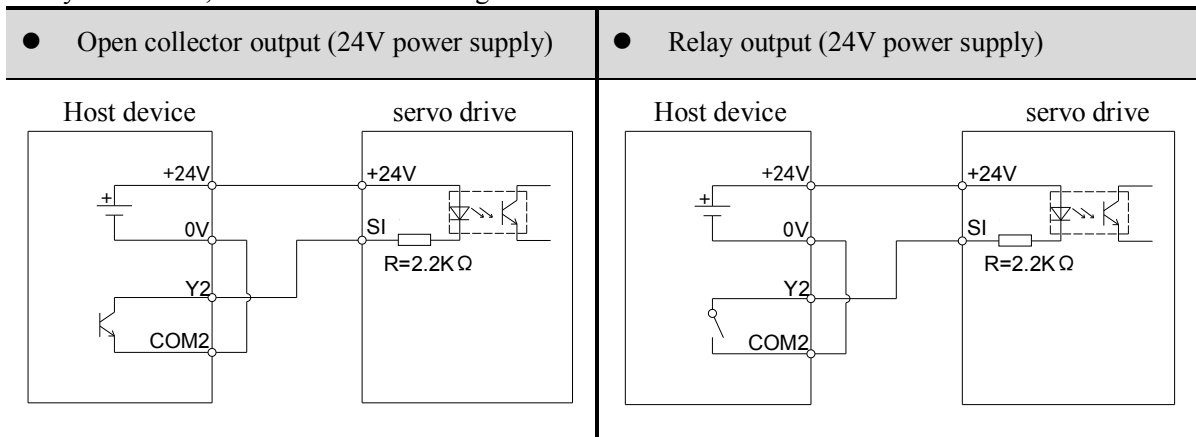 ● Open collector output (24V power supply)
● Relay output (24V power supply)
Host device
servo drive
+24V
+24V
+
0V
SI
R=2.2KΩ
Y2
COM2
Host device
servo drive
+24V
+24V
+
0V
SI
R=2.2KΩ
Y2
COM2